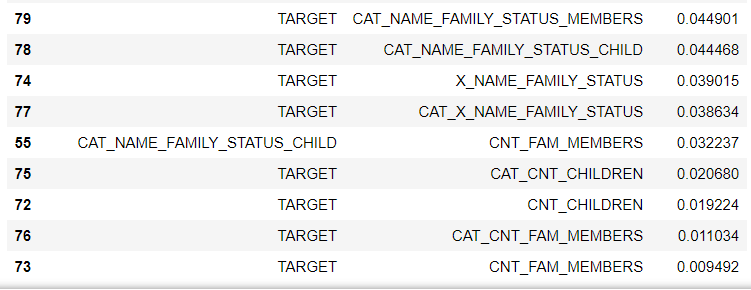 79 TARGET CAT_NAME_FAMILY_STATUS_MEMBERS 0.044901
78 TARGET CAT_NAME_FAMILY_STATUS_CHILD 0.044468
74 TARGET X_NAME_FAMILY_STATUS 0.039015
77 TARGET CAT_X_NAME_FAMILY_STATUS 0.038634
55 CAT_NAME_FAMILY_STATUS_CHILD CNT_FAM_MEMBERS 0.032237
75 TARGET CAT_CNT_CHILDREN 0.020680
72 TARGET CNT_CHILDREN 0.019224
76 TARGET CAT_CNT_FAM_MEMBERS 0.011034
73 TARGET CNT_FAM_MEMBERS 0.009492